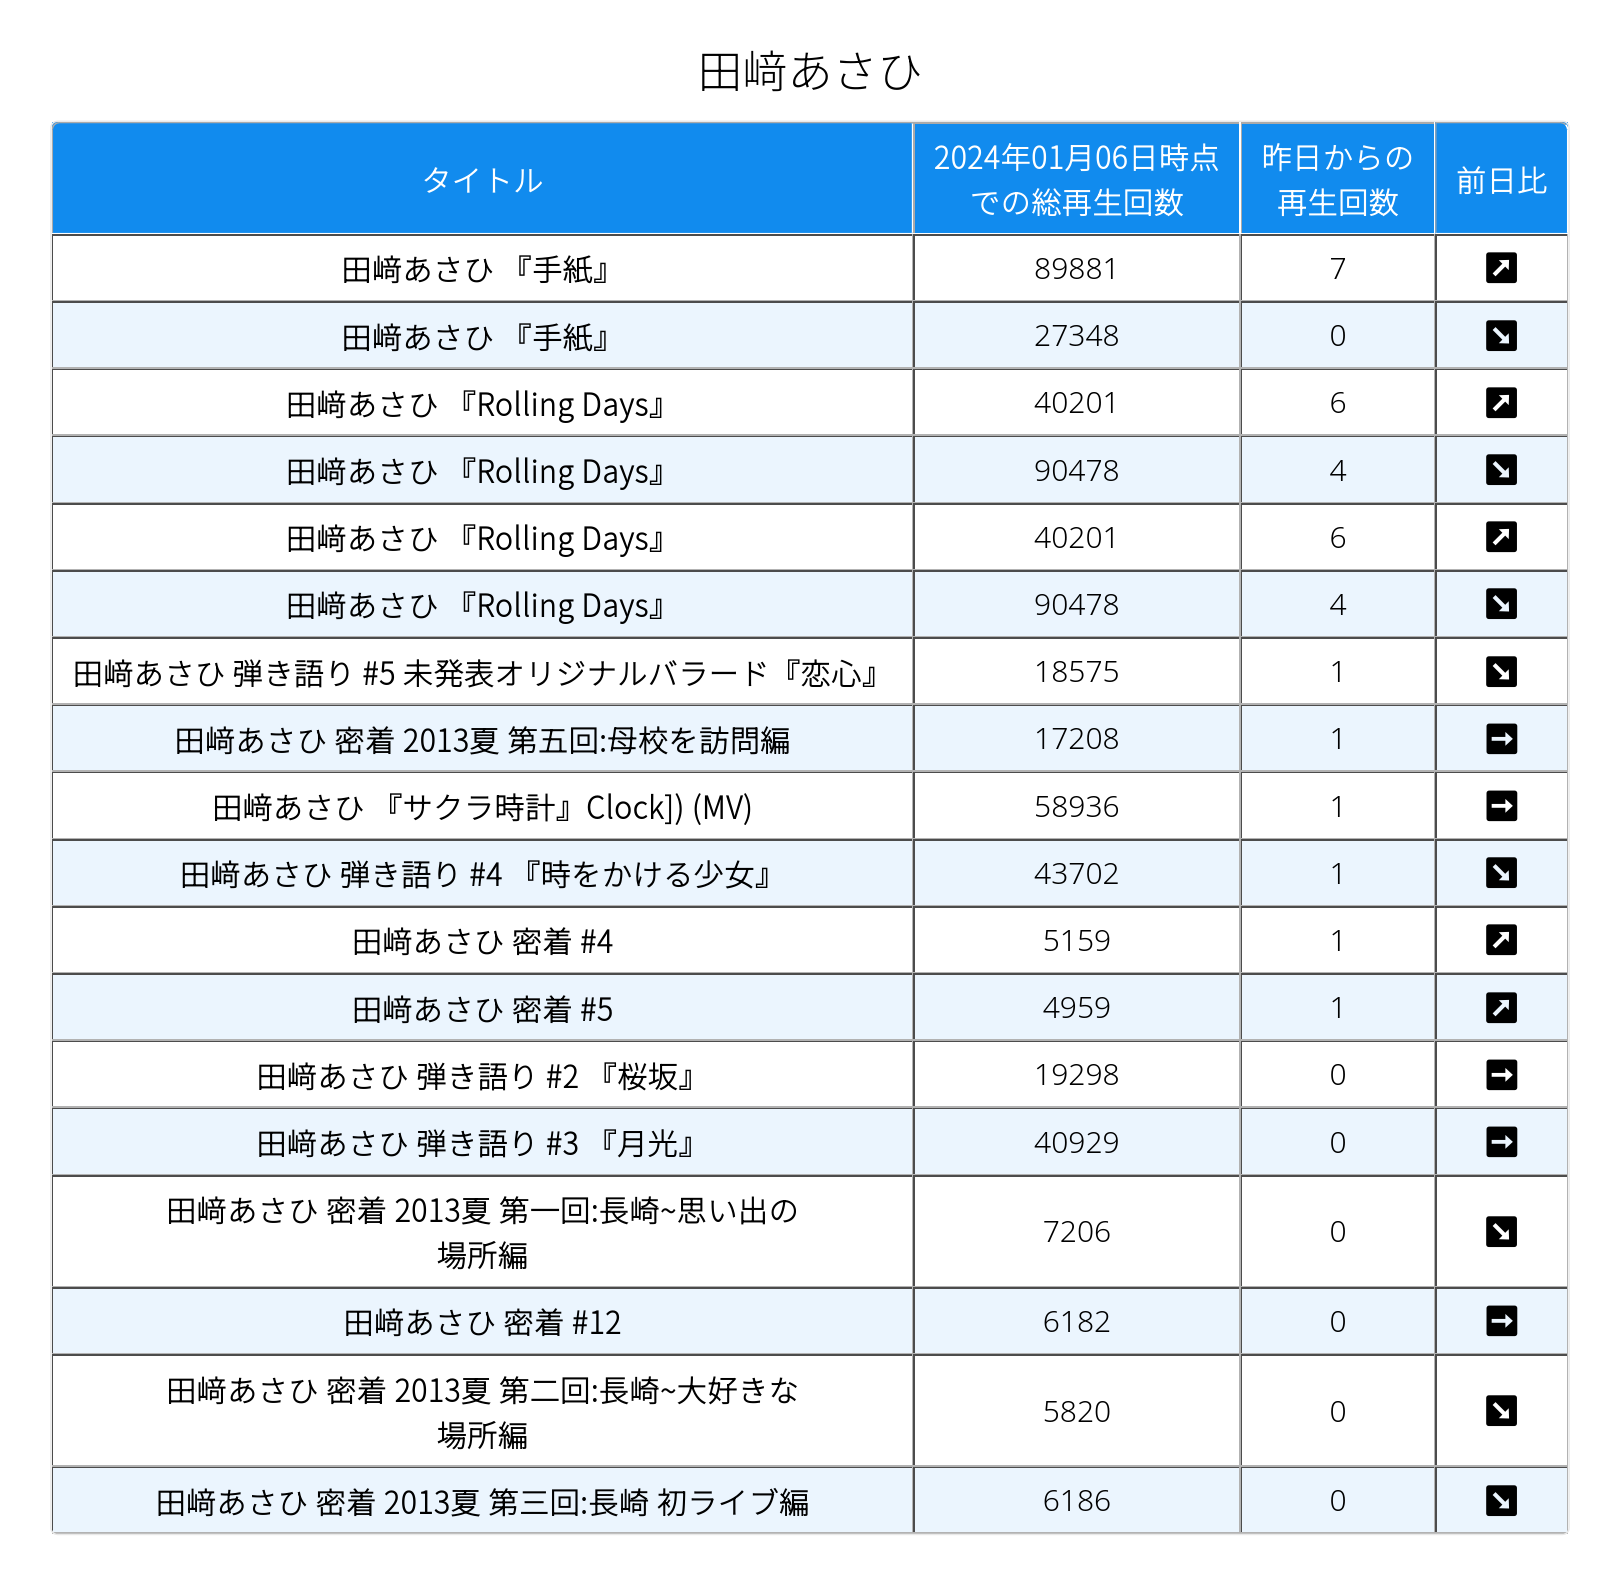 田﨑あさひ
タイトル
2024年01月06日時点
での総再生回数
昨日からの
再生回数
前日比
田﨑あさひ 『手紙』 89881 7
田﨑あさひ 『手紙』 27348 0
田﨑あさひ 『Rolling Days』 40201 6
田﨑あさひ 『Rolling Days』 90478 4
田﨑あさひ 『Rolling Days』 40201 6
田﨑あさひ 『Rolling Days』 90478 4
田﨑あさひ 弾き語り #5 未発表オリジナルバラード『恋心』 18575 1
田﨑あさひ 密着 2013夏 第五回:母校を訪問編 17208 1
田﨑あさひ 『サクラ時計』Clock]) (MV) 58936 1
田﨑あさひ 弾き語り #4 『時をかける少女』 43702 1
田﨑あさひ 密着 #4 5159 1
田﨑あさひ 密着 #5 4959 1
田﨑あさひ 弾き語り #2 『桜坂』 19298 0
田﨑あさひ 弾き語り #3 『月光』 40929 0
田﨑あさひ 密着 2013夏 第一回:長崎~思い出の
場所編 7206 0
田﨑あさひ 密着 #12 6182 0
田﨑あさひ 密着 2013夏 第二回:長崎~大好きな
場所編 5820 0
田﨑あさひ 密着 2013夏 第三回:長崎 初ライブ編 6186 0